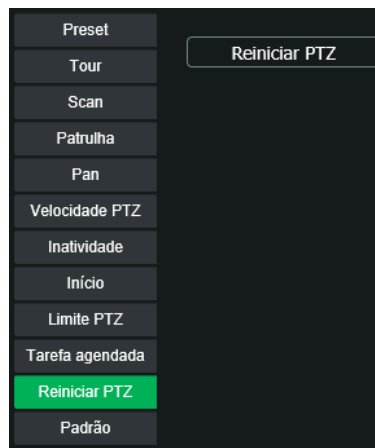 Preset
Tour
Scan
Patrulha
Pan
Velocidade PTZ
Inatividade
Início
Limite PTZ
Tarefa agendada
Reiniciar PTZ
Padrão
Reiniciar PTZ